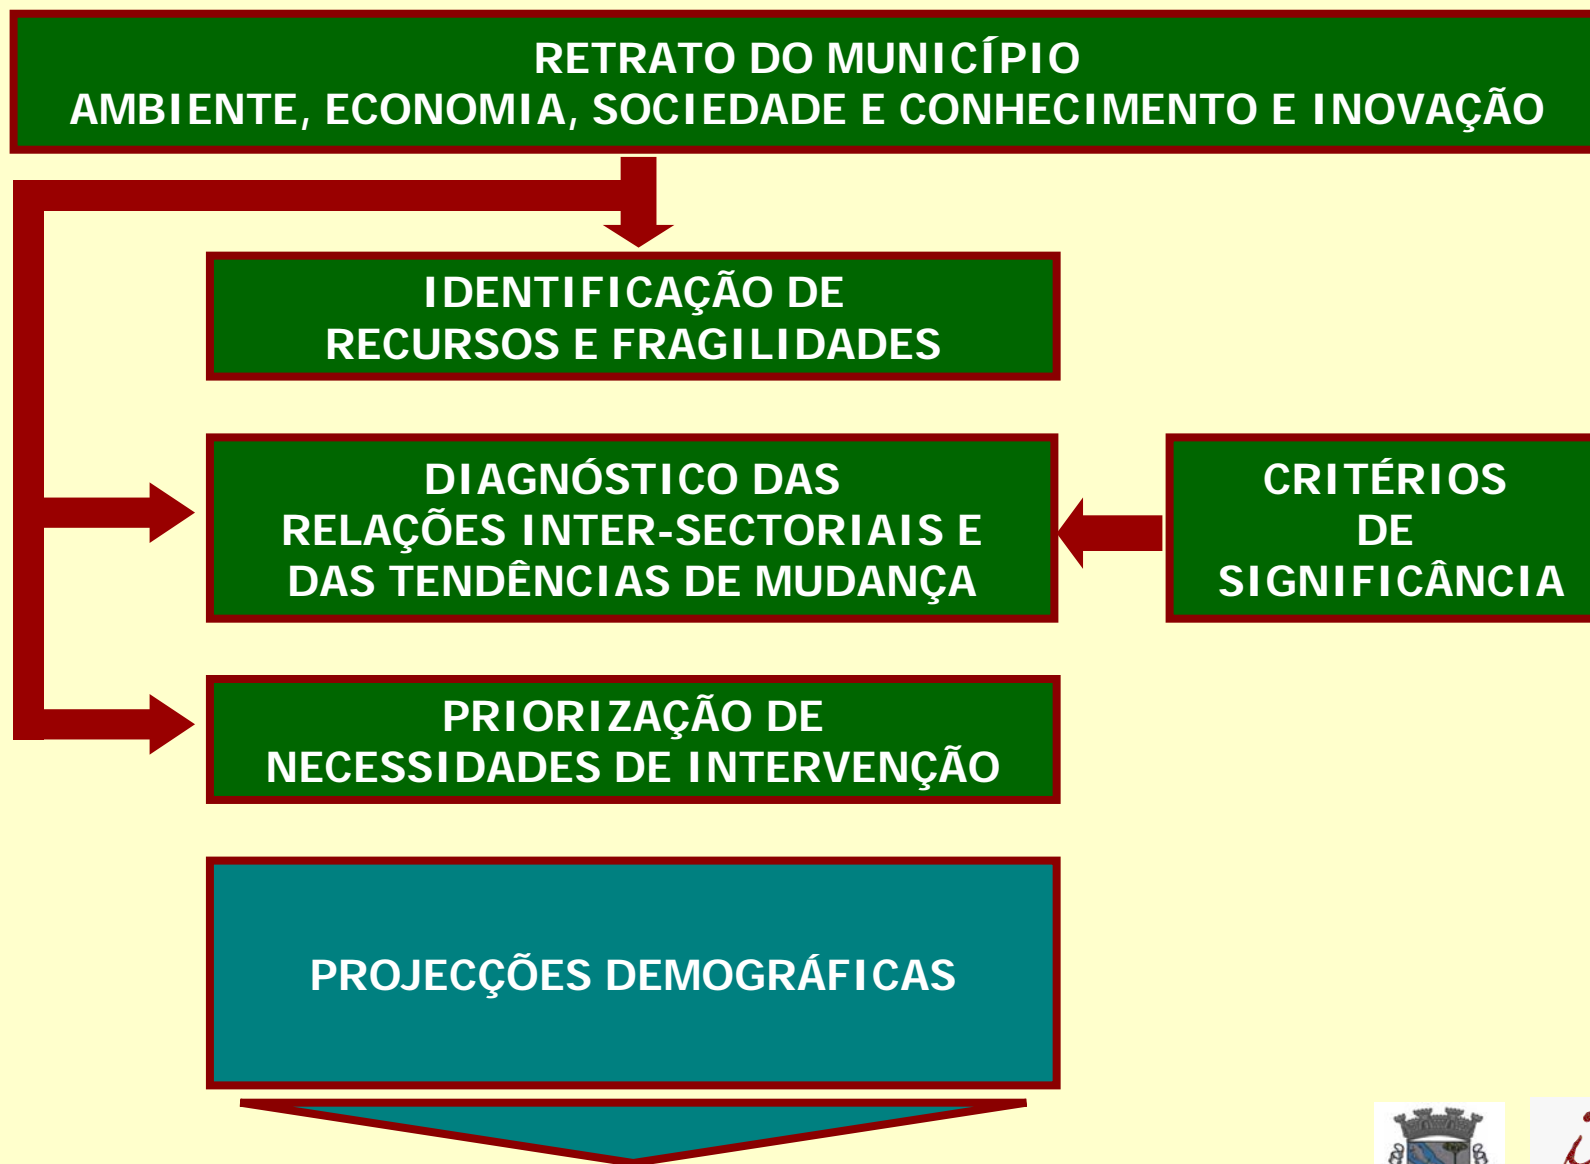 RETRATO DO MUNICÍPIO
AMBIENTE, ECONOMIA, SOCIEDADE E CONHECIMENTO E INOVAÇÃO
IDENTIFICAÇÃO DE
RECURSOS E FRAGILIDADES
DIAGNÓSTICO DAS
RELAÇÕES INTER-SECTORIAIS E
DAS TENDÊNCIAS DE MUDANÇA
CRITÉRIOS
DE
SIGNIFICÂNCIA
PRIORIZAÇÃO DE
NECESSIDADES DE INTERVENÇÃO
PROJECÇÕES DEMOGRÁFICAS